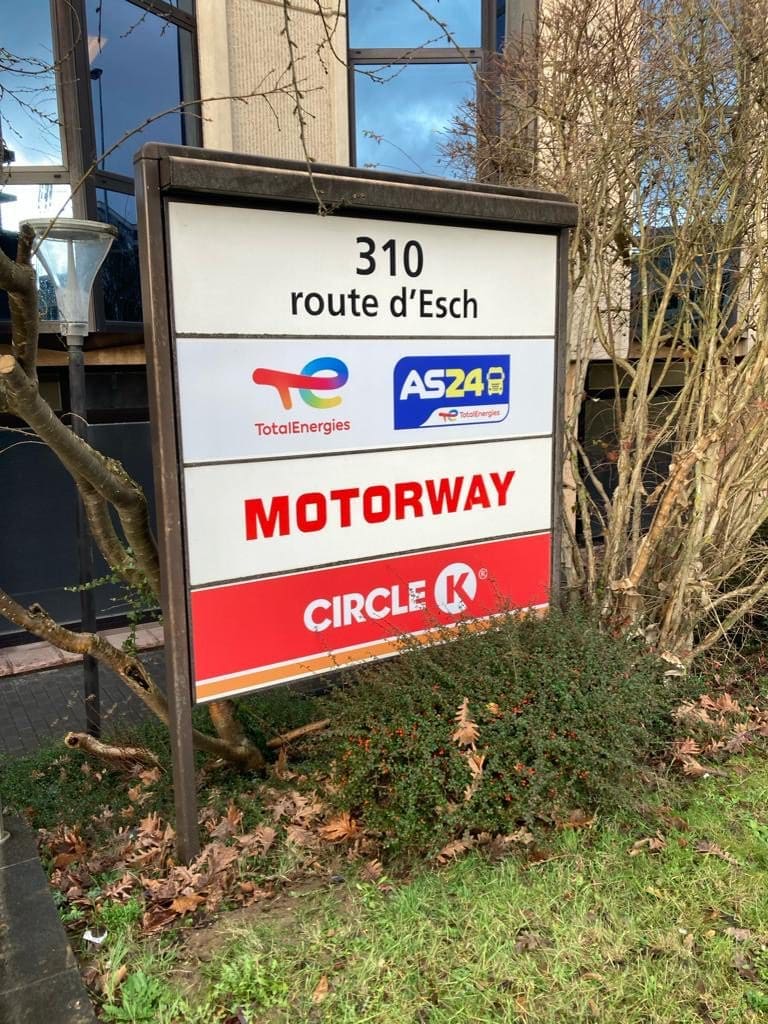 310
route d'Esch
TotalEnergies
AS24
TotalEnergies
MOTORWAY
CIRCLE K®